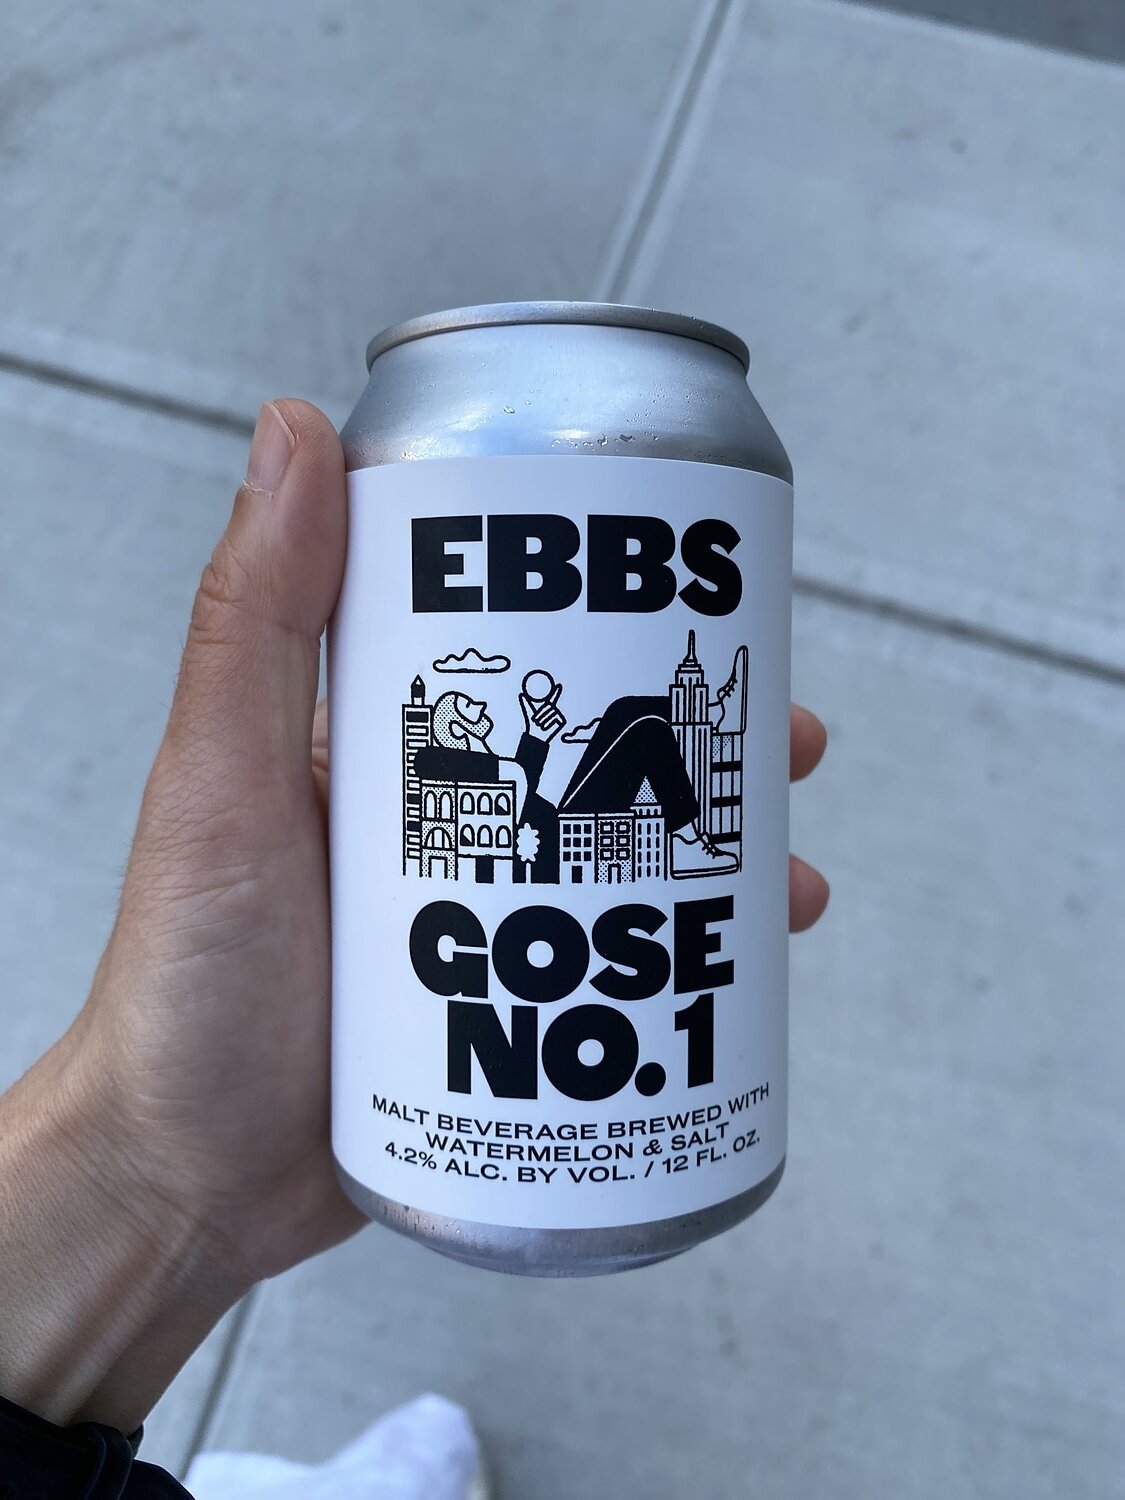 EBBS
GOSE
NO.1
MALT BEVERAGE BREWED WITH
WATERMELON & SALT
4.2% ALC. BY VOL. / 12 FL. OZ.